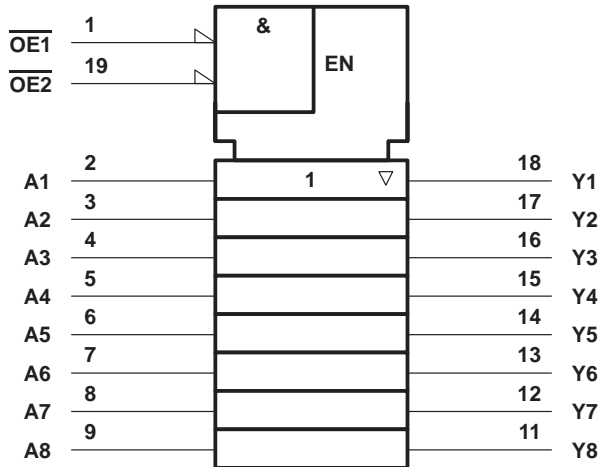 1 &
OE1
19 EN
OE2
2 1 ▽ 18
A1 Y1
3 17
A2 Y2
4 16
A3 Y3
5 15
A4 Y4
6 14
A5 Y5
7 13
A6 Y6
8 12
A7 Y7
9 11
A8 Y8